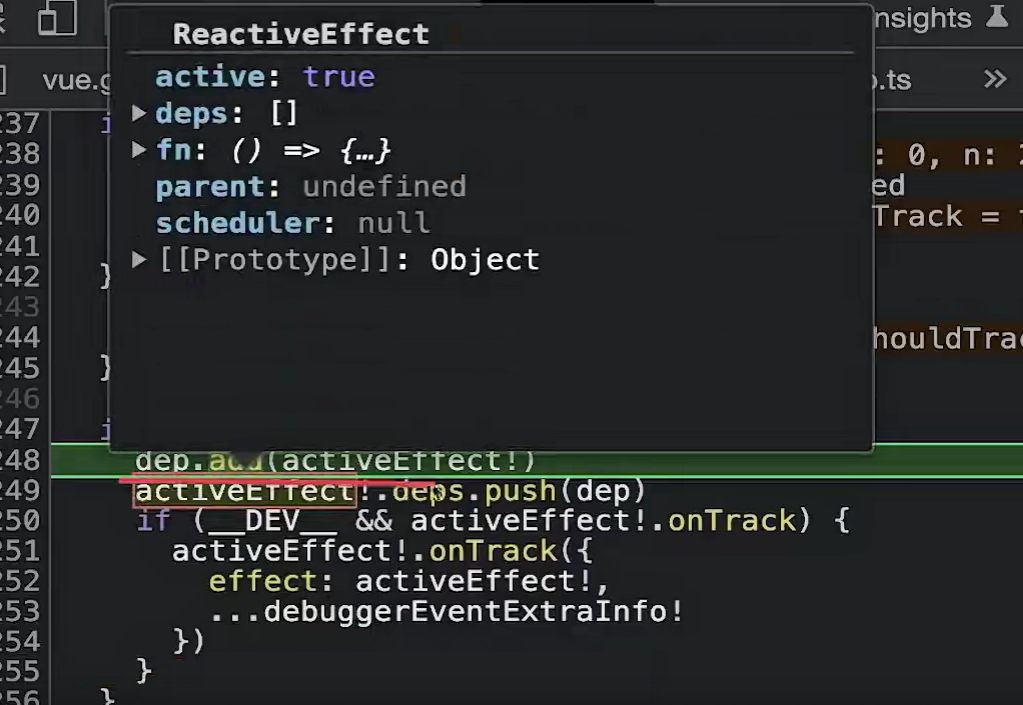 nsights
ReactiveEffect
vue.g
.ts
»
active: true
deps: []
fn: () => {…}
parent: undefined
scheduler: null
[[Prototype]]: Object
237 i
238 : 0, n:
239 ed
240 Track =
241
242 }
243
244 houldTrac
245 }
246
247 i
248 dep.add(activeEffect!)
249 activeEffect!.deps.push(dep)
250 if (__DEV__ && activeEffect!.onTrack) {
251 activeEffect!.onTrack({
252 effect: activeEffect!,
253 ...debuggerEventExtraInfo!
254 })
255 }
256 }